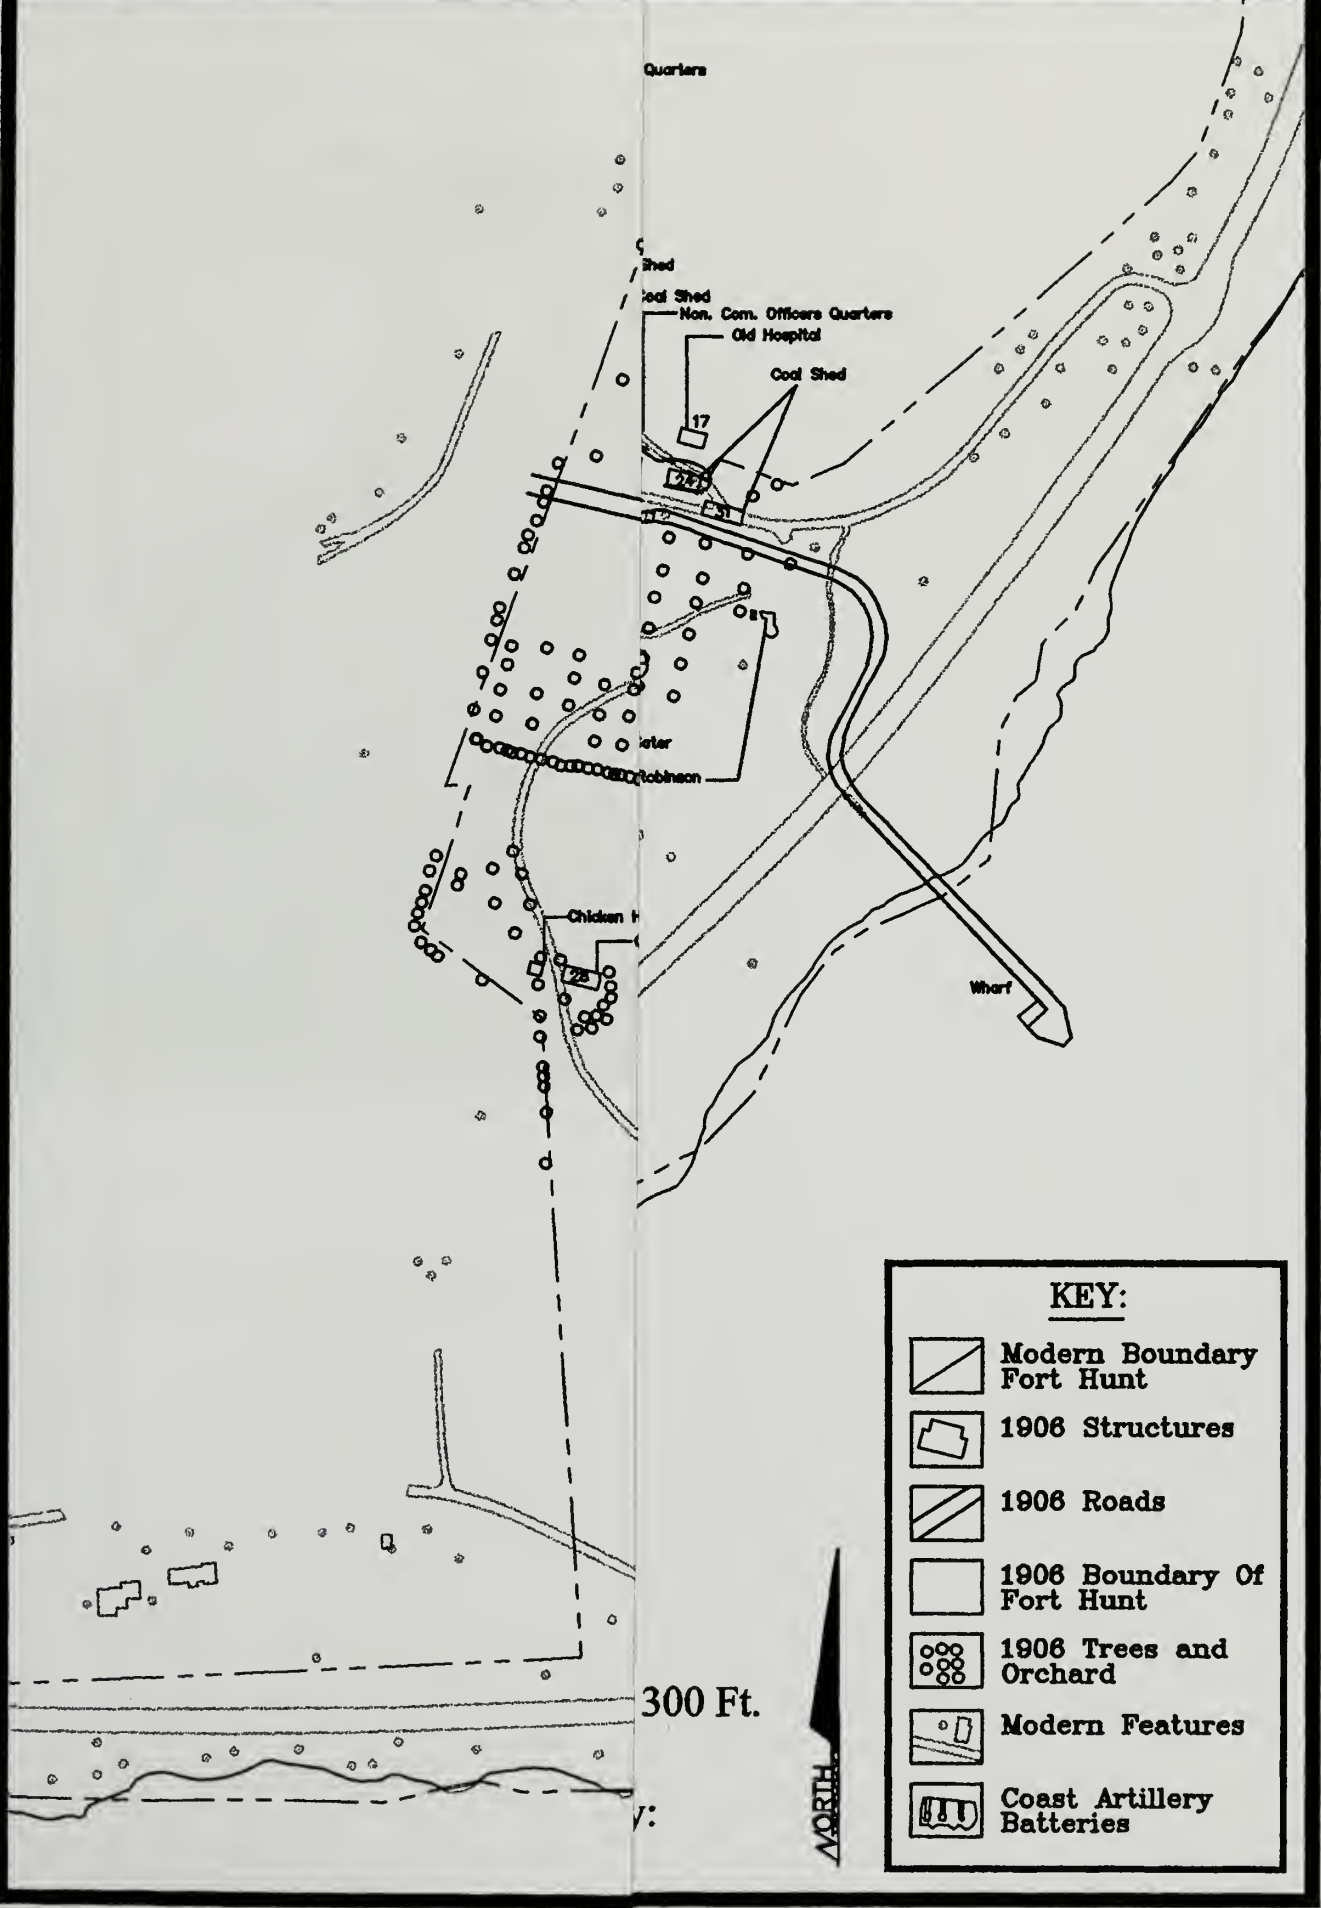 Quarters
Shed
Coal Shed
Non. Com. Officers Quarters
Old Hospital
Coal Shed
17
24
31
ater
Robinson
Chicken H
28
Wharf
KEY:
Modern Boundary
Fort Hunt
1906 Structures
1906 Roads
1906 Boundary Of
Fort Hunt
1906 Trees and
Orchard
Modern Features
Coast Artillery
Batteries
300 Ft.
NORTH
y: